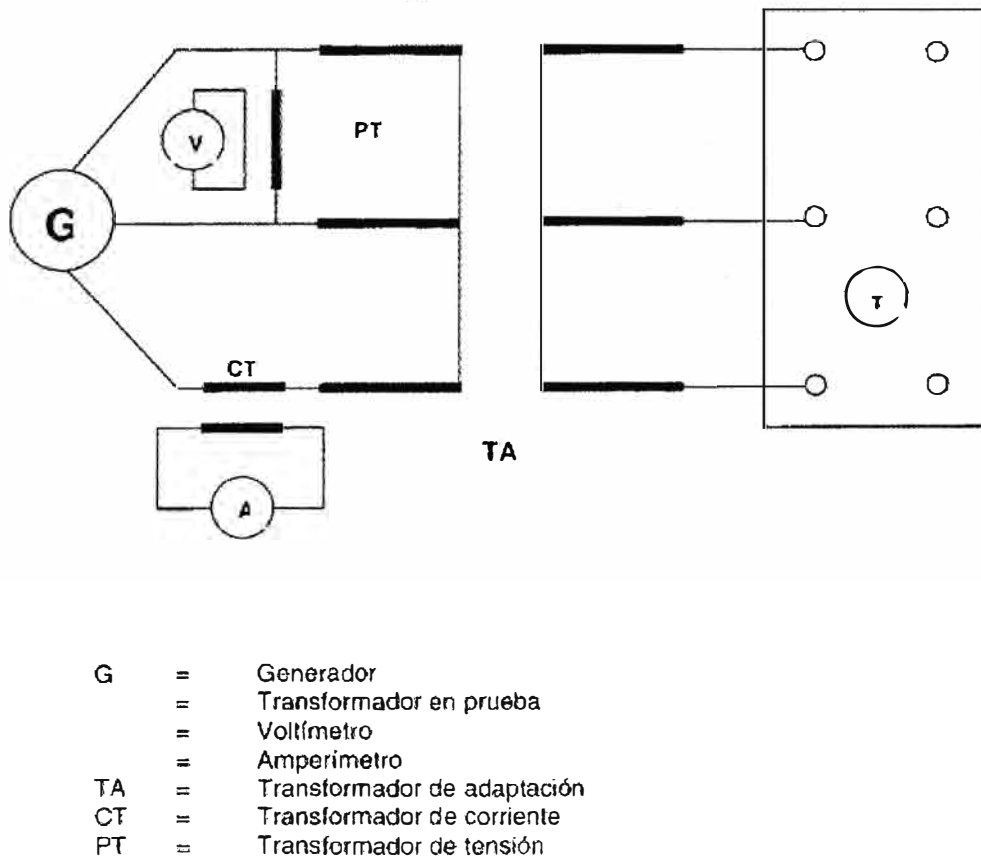 PT
V
G
T
CT
TA
A
G = Generador
= Transformador en prueba
= Voltímetro
= Amperímetro
TA = Transformador de adaptación
CT = Transformador de corriente
PT = Transformador de tensión